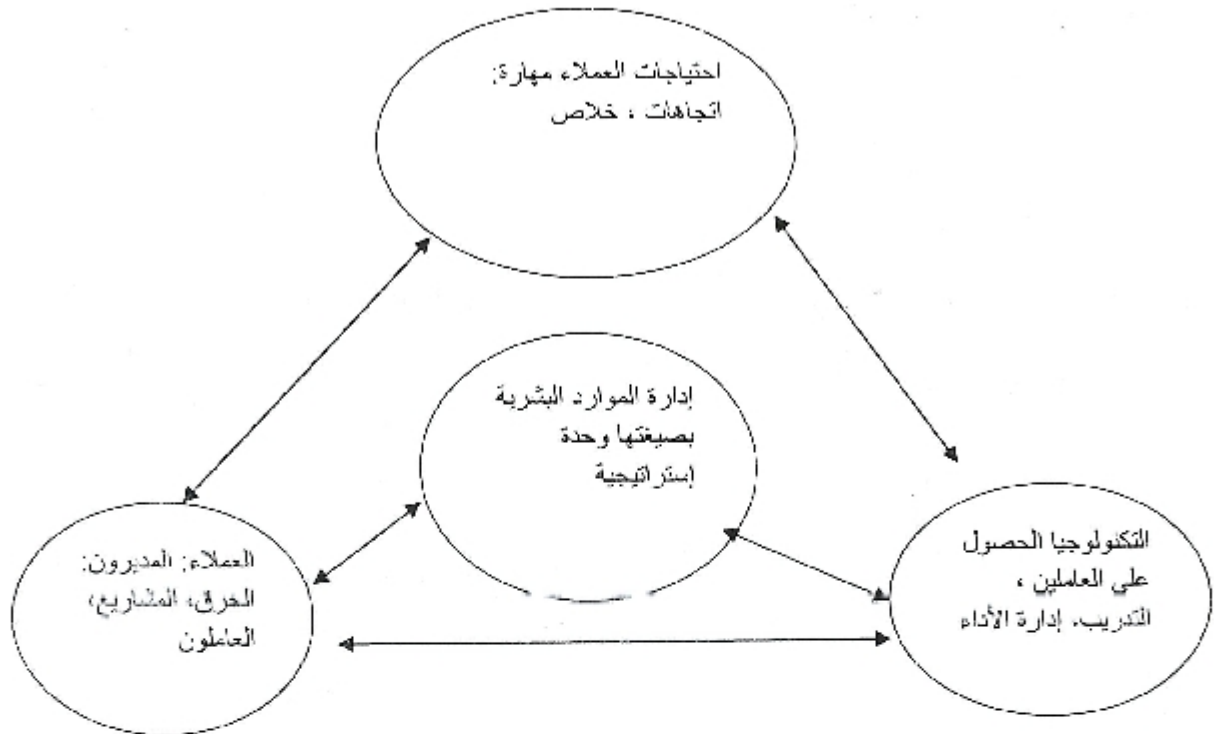 احتياجات العملاء مهارة:
اتجاهات ، خلاص
إدارة الموارد البشرية
بصيغتها وحدة
إستراتيجية
العملاء: المديرون:
الخرق، المشاريع،
العاملون
التكنولوجيا الحصول
على العاملين ،
التدريب، إدارة الأداء